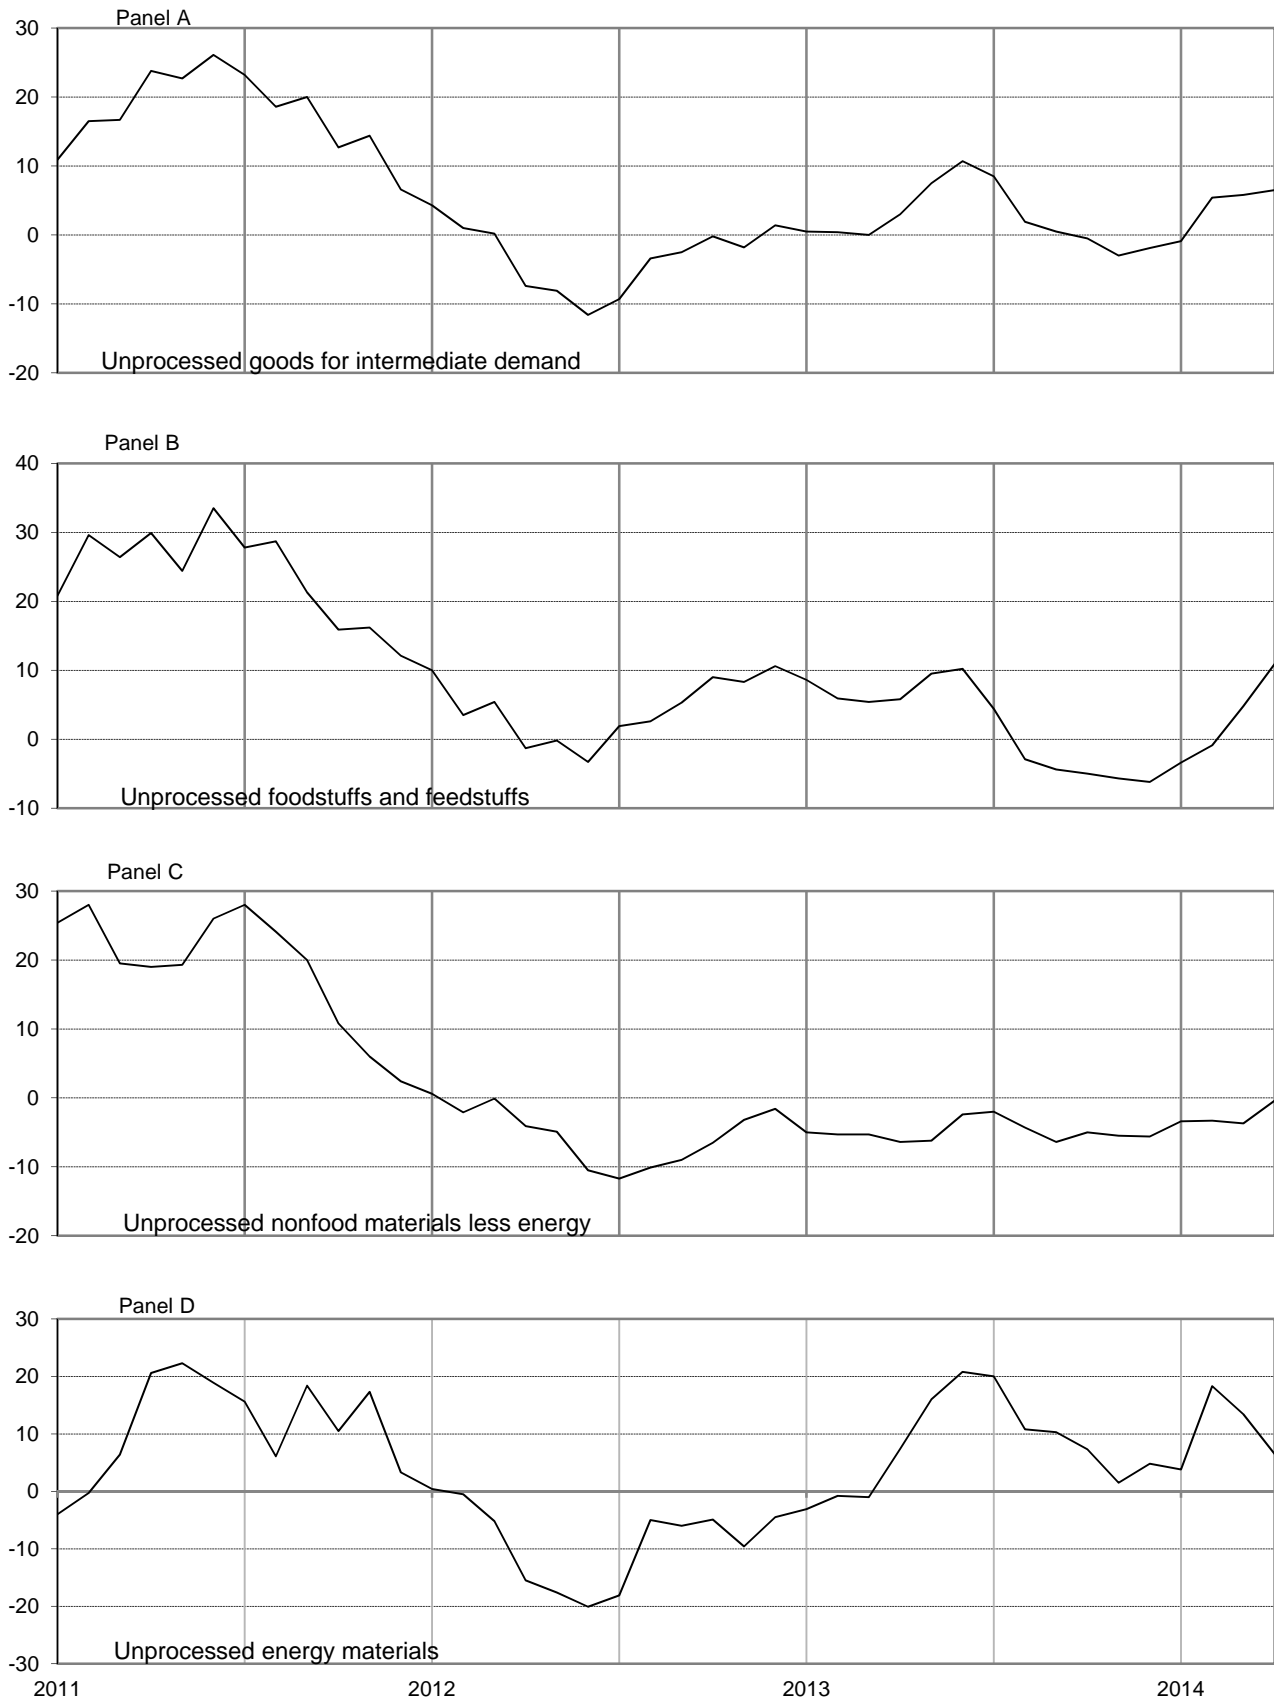 Panel A
30
20
10
0
-10
-20
Unprocessed goods for intermediate demand
Panel B
40
30
20
10
0
-10
Unprocessed foodstuffs and feedstuffs
Panel C
30
20
10
0
-10
-20
Unprocessed nonfood materials less energy
Panel D
30
20
10
0
-10
-20
-30
Unprocessed energy materials
2011 2012 2013 2014